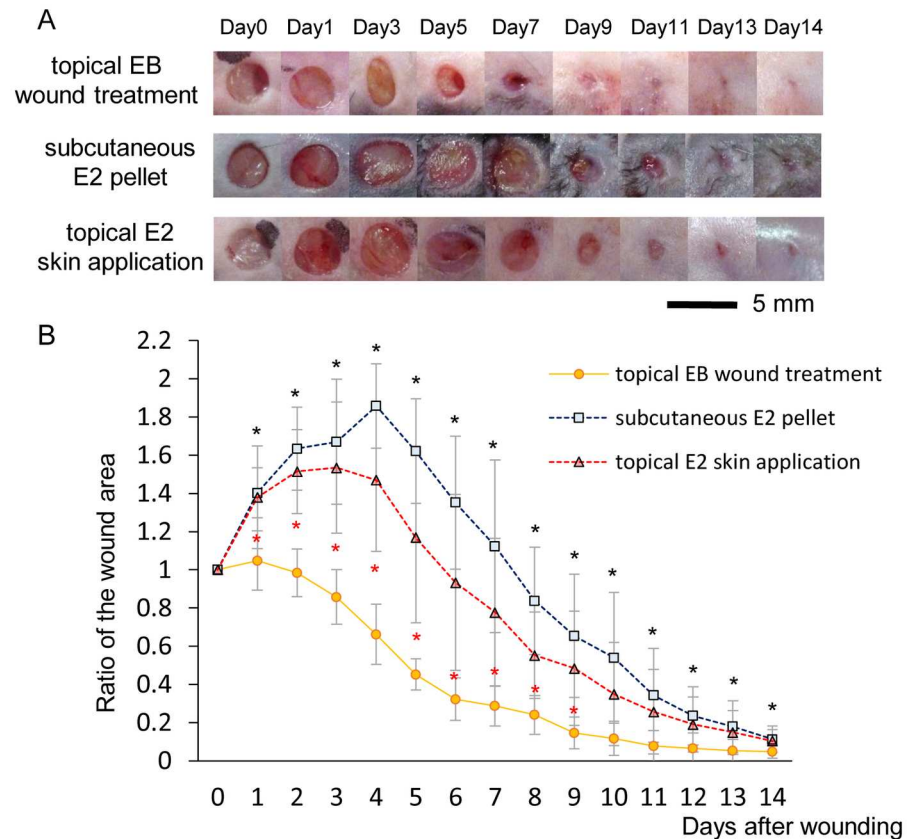 A
Day0 Day1 Day3 Day5 Day7 Day9 Day11 Day13 Day14
topical EB
wound treatment
subcutaneous
E2 pellet
topical E2
skin application
5 mm
B
Ratio of the wound area
2.2
2
1.8
1.6
1.4
1.2
1
0.8
0.6
0.4
0.2
0
topical EB wound treatment
subcutaneous E2 pellet
topical E2 skin application
* * * * * * * * * * * * * *
* * * * * * * * *
0 1 2 3 4 5 6 7 8 9 10 11 12 13 14
Days after wounding